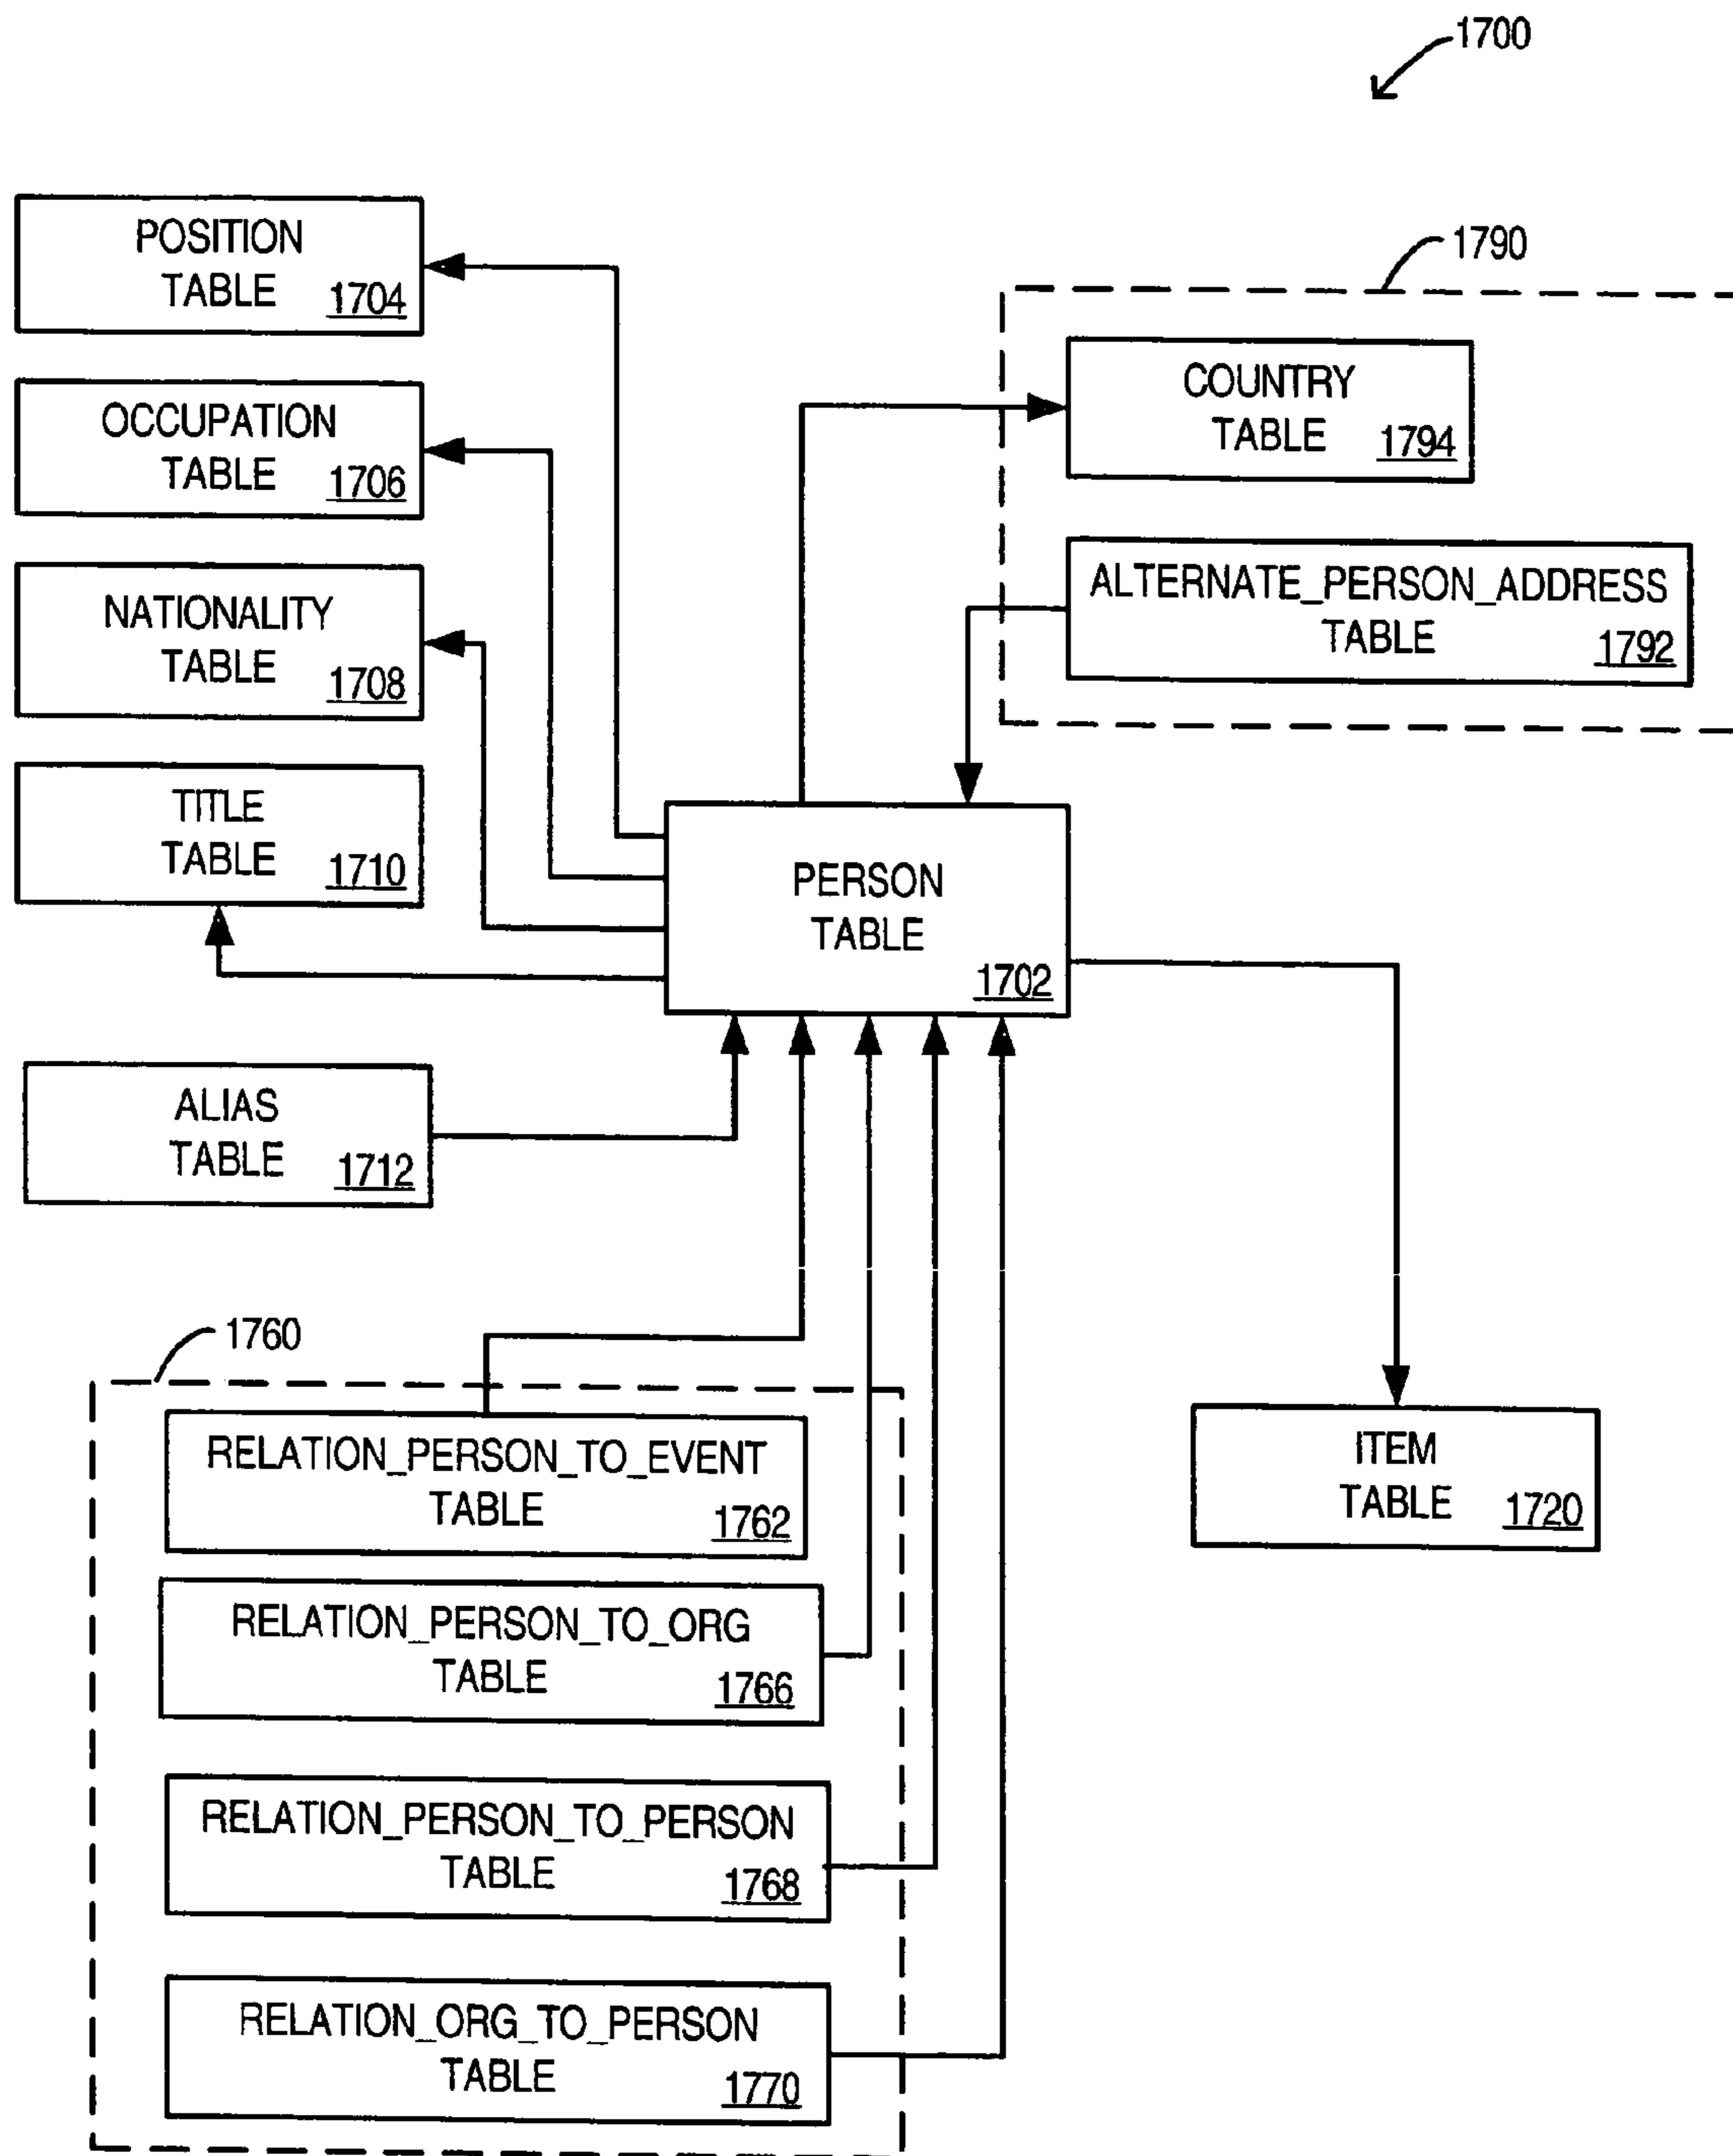 1700
POSITION
TABLE 1704
1790
COUNTRY
TABLE 1794
OCCUPATION
TABLE 1706
ALTERNATE_PERSON_ADDRESS
TABLE 1792
NATIONALITY
TABLE 1708
TITLE
TABLE 1710
PERSON
TABLE
1702
ALIAS
TABLE 1712
1760
RELATION_PERSON_TO_EVENT
TABLE 1762
ITEM
TABLE 1720
RELATION_PERSON_TO_ORG
TABLE 1766
RELATION_PERSON_TO_PERSON
TABLE 1768
RELATION_ORG_TO_PERSON
TABLE 1770